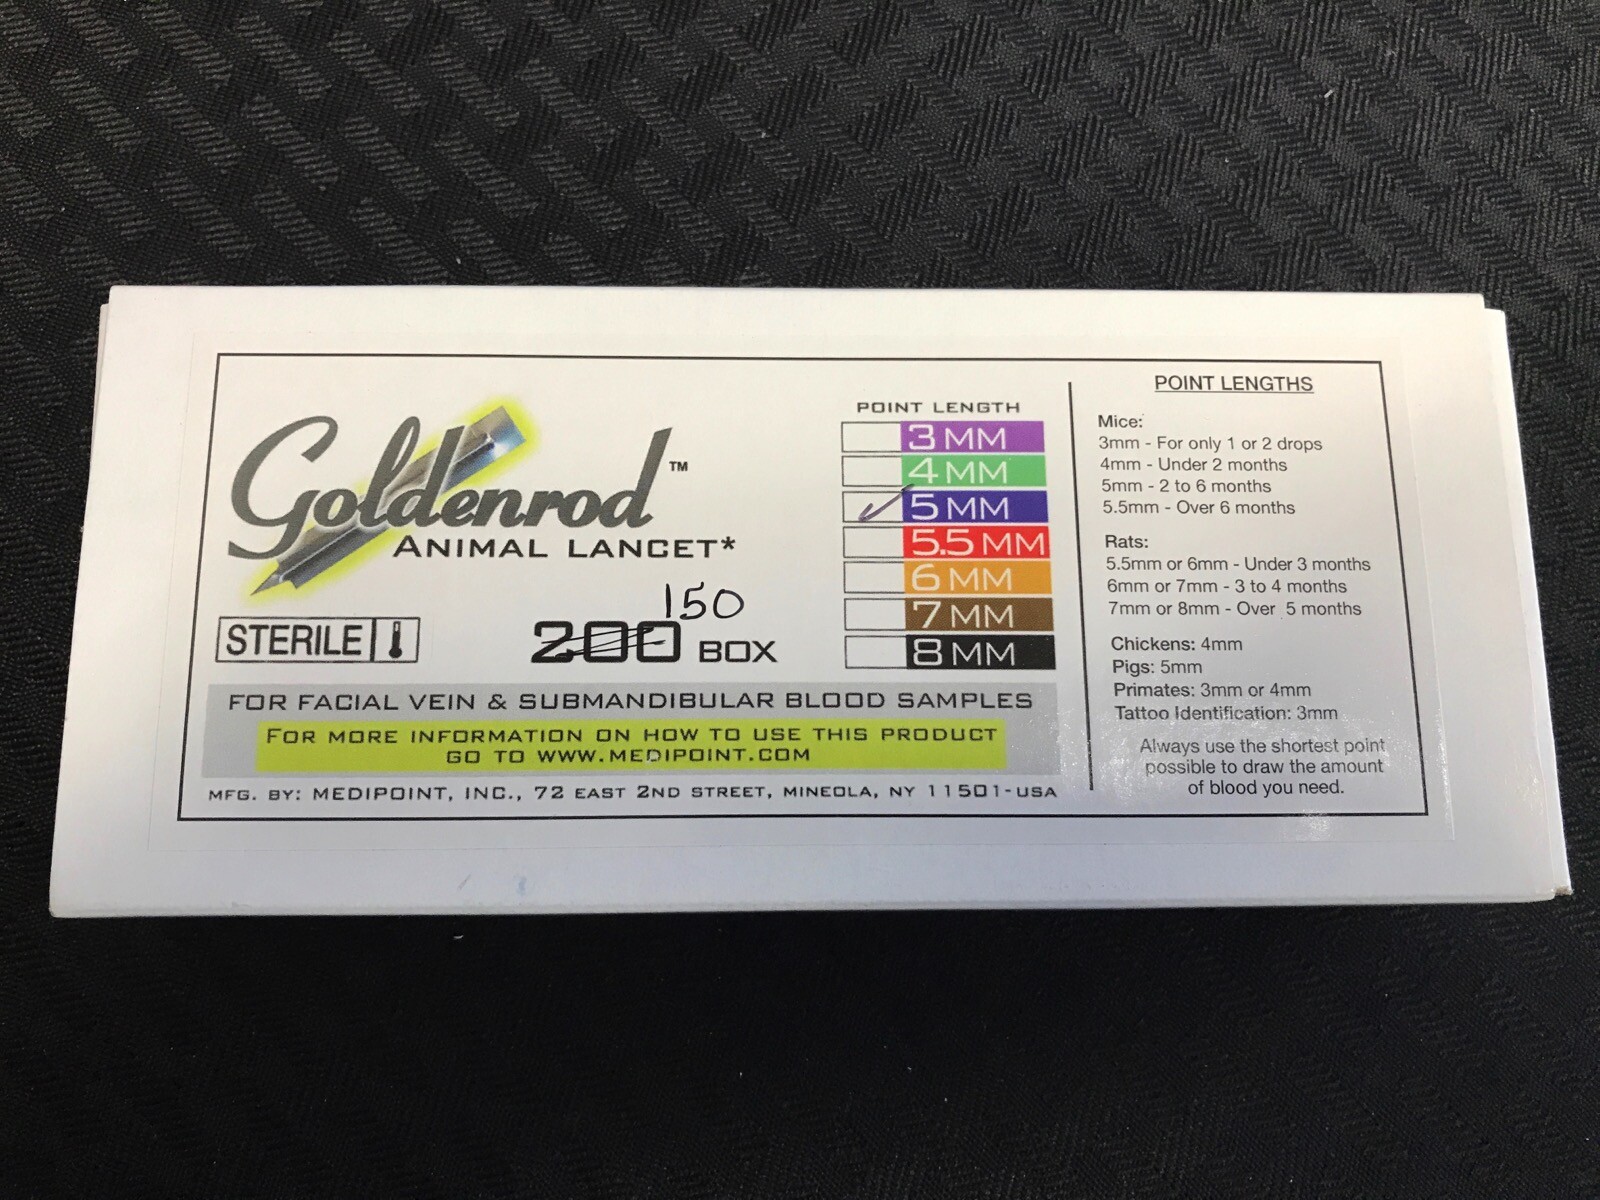 Goldenrod™
ANIMAL LANCET*
150
STERILE
200 BOX
FOR FACIAL VEIN & SUBMANDIBULAR BLOOD SAMPLES
FOR MORE INFORMATION ON HOW TO USE THIS PRODUCT
GO TO WWW.MEDIPOINT.COM
MFG. BY: MEDIPOINT, INC., 72 EAST 2ND STREET, MINEOLA, NY 11501-USA
POINT LENGTH
3 MM
4 MM
5 MM
5.5 MM
6 MM
7 MM
8 MM
POINT LENGTHS
Mice:
3mm - For only 1 or 2 drops
4mm - Under 2 months
5mm - 2 to 6 months
5.5mm - Over 6 months
Rats:
5.5mm or 6mm - Under 3 months
6mm or 7mm - 3 to 4 months
7mm or 8mm - Over 5 months
Chickens: 4mm
Pigs: 5mm
Primates: 3mm or 4mm
Tattoo Identification: 3mm
Always use the shortest point
possible to draw the amount
of blood you need.